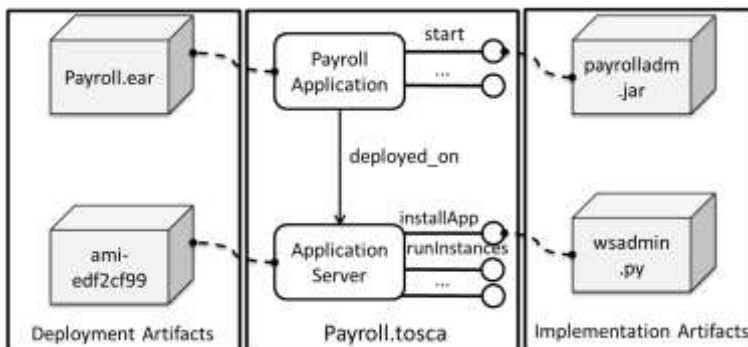 Payroll.ear
Payroll
Application
start
...
payrolladm
.jar
deployed_on
ami-
edf2cf99
Application
Server
installApp
runInstances
...
wsadmin
.py
Deployment Artifacts
Payroll.tosca
Implementation Artifacts